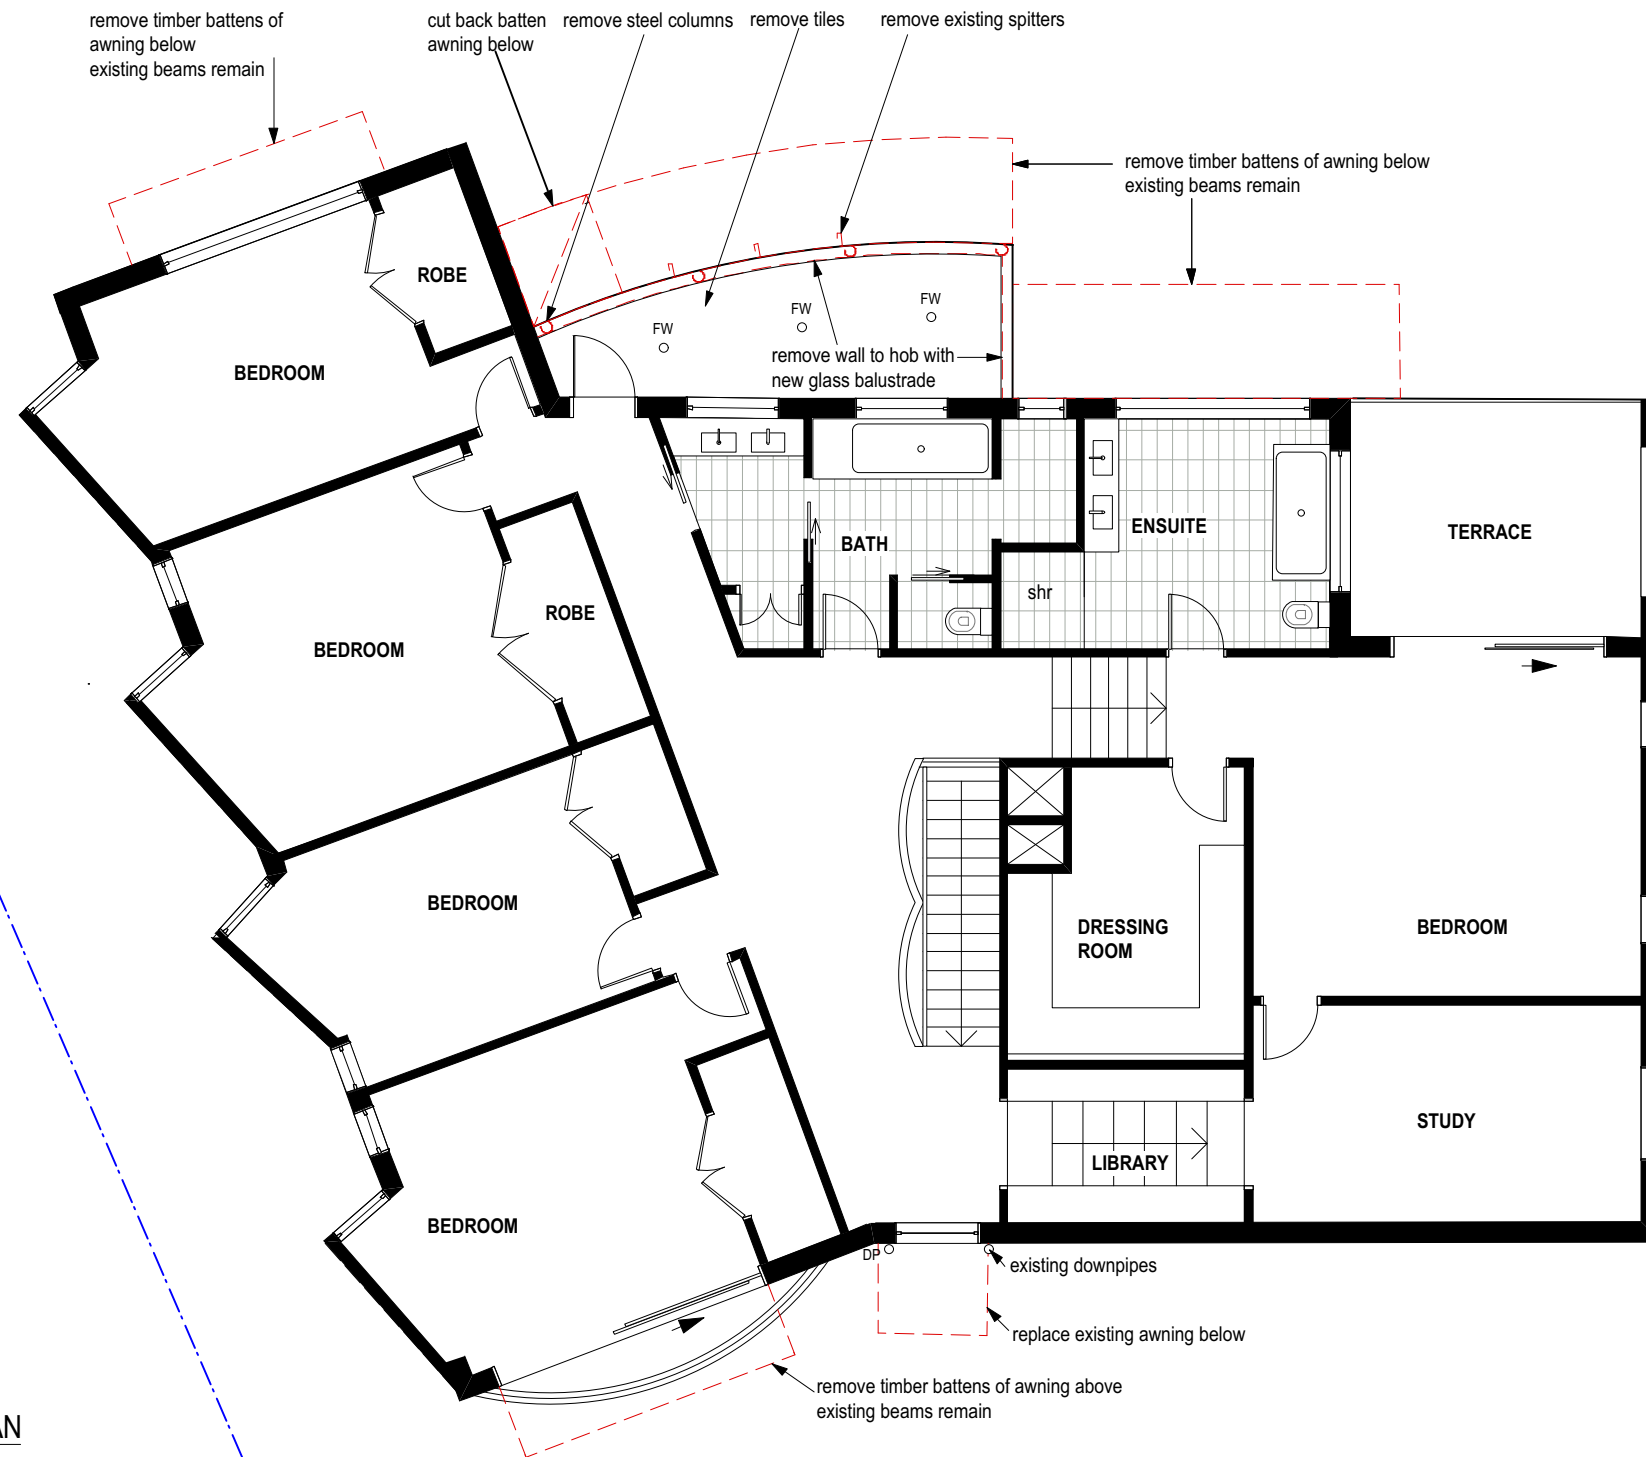 remove timber battens of
awning below
existing beams remain
cut back batten
awning below
remove steel columns
remove tiles
remove existing spitters
remove timber battens of awning below
existing beams remain
ROBE
FW
FW
FW
remove wall to hob with
new glass balustrade
BEDROOM
BATH
ENSUITE
TERRACE
shr
ROBE
BEDROOM
BEDROOM
DRESSING
ROOM
BEDROOM
STUDY
LIBRARY
BEDROOM
DP
existing downpipes
replace existing awning below
remove timber battens of awning above
existing beams remain
AN